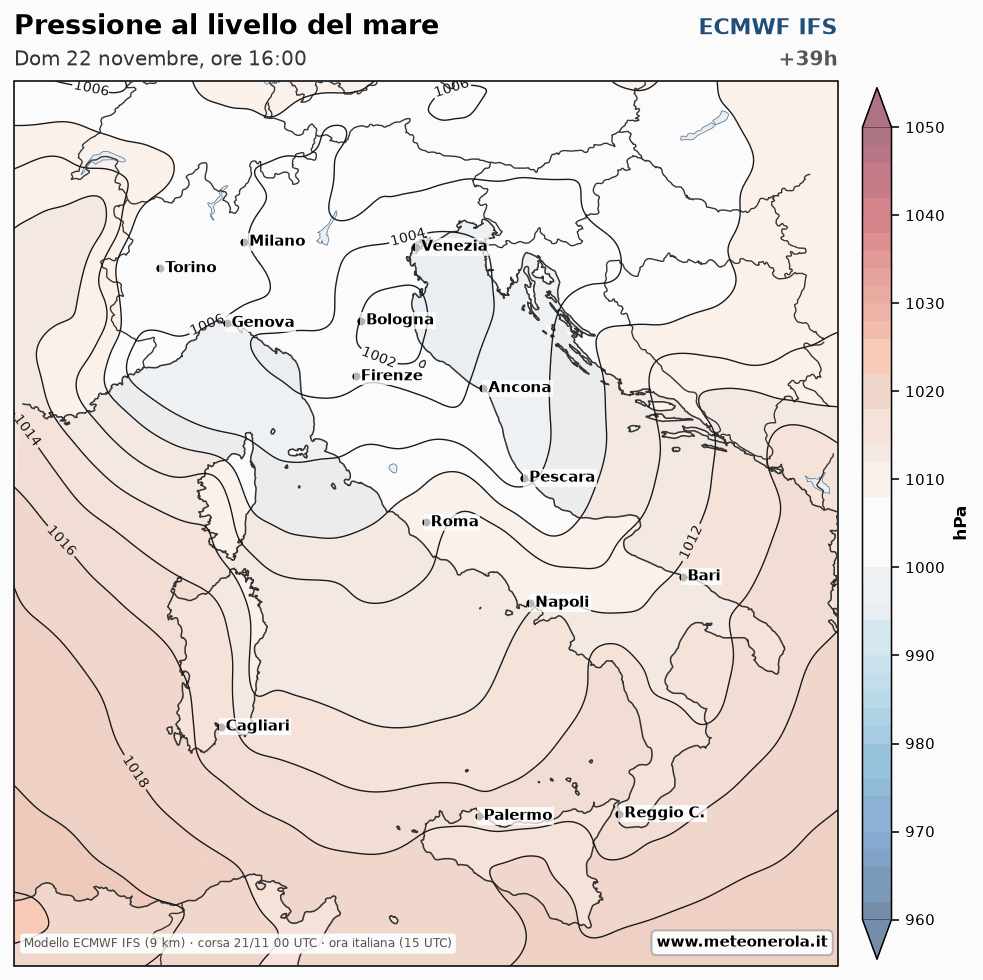 Pressione al livello del mare
ECMWF IFS
Dom 22 novembre, ore 16:00
+39h
1006
1006
1004
Venezia
Milano
Torino
1006
Genova
Bologna
1002
Firenze
Ancona
1014
Pescara
1016
Roma
1012
Bari
Napoli
Cagliari
1018
Palermo
Reggio C.
Modello ECMWF IFS (9 km) · corsa 21/11 00 UTC · ora italiana (15 UTC)
www.meteonerola.it
1050
1040
1030
1020
1010
1000
990
980
970
960
hPa